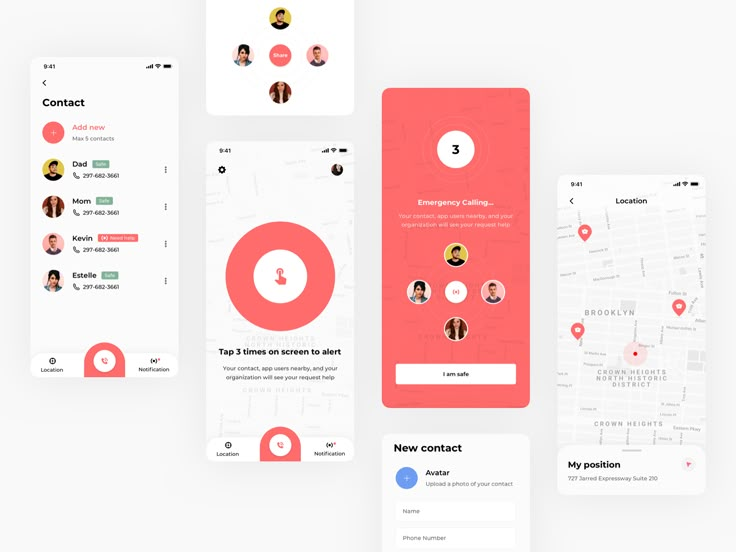 9:41
Contact
Add new
Max 5 contacts
Dad Safe
297-682-3661
Mom Safe
297-682-3661
Kevin Need help
297-682-3661
Estelle Safe
297-682-3661
Location
Notification
Share
9:41
CROWN HEIGHTS
NORTH HISTORIC
Tap 3 times on screen to alert
Your contact, app users nearby, and your
organization will see your request help
CROWN HEIGHTS
Location
Notification
3
Emergency Calling...
Your contact, app users nearby, and your
organization will see your request help
I am safe
New contact
Avatar
Upload a photo of your contact
Name
Phone Number
9:41
Location
BROOKLYN
CROWN HEIGHTS
NORTH HISTORIC
DISTRICT
CROWN HEIGHTS
My position
727 Jarred Expressway Suite 210